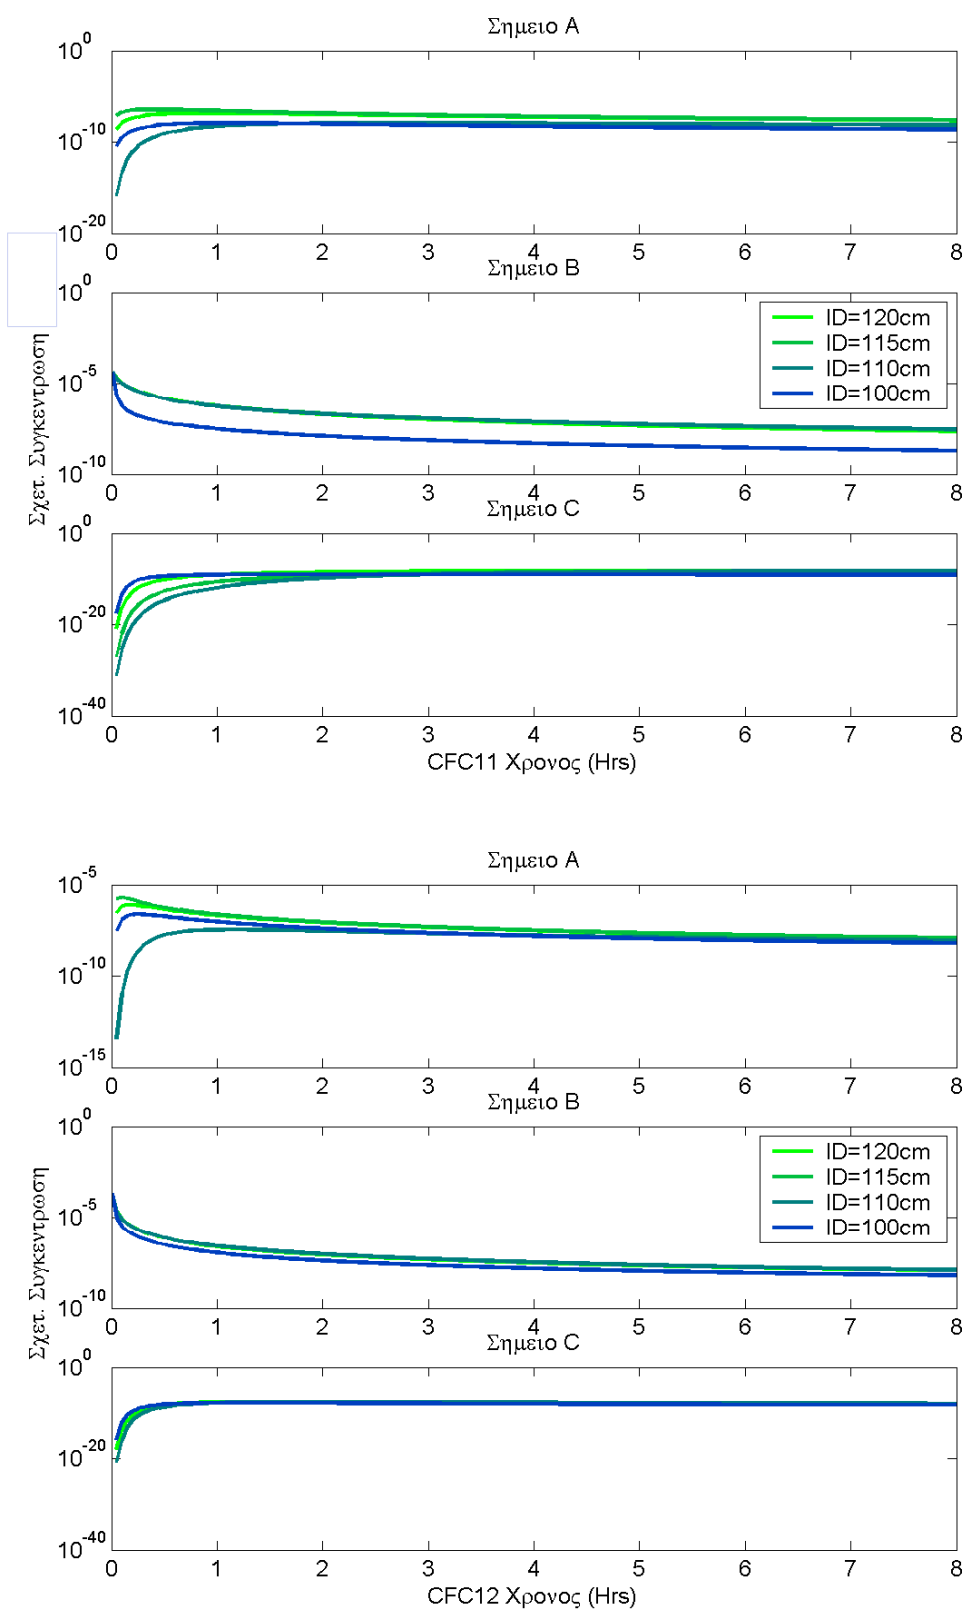 Σημειο A
10^0
10^-10
10^-20
0 1 2 3 4 5 6 7 8
Σημειο B
10^0
10^-5
10^-10
ID=120cm
ID=115cm
ID=110cm
ID=100cm
0 1 2 3 4 5 6 7 8
Σχετ. Συγκεντρωση
Σημειο C
10^0
10^-20
10^-40
0 1 2 3 4 5 6 7 8
CFC11 Χρονος (Hrs)
Σημειο A
10^-5
10^-10
10^-15
0 1 2 3 4 5 6 7 8
Σημειο B
10^0
10^-5
10^-10
ID=120cm
ID=115cm
ID=110cm
ID=100cm
0 1 2 3 4 5 6 7 8
Σχετ. Συγκεντρωση
Σημειο C
10^0
10^-20
10^-40
0 1 2 3 4 5 6 7 8
CFC12 Χρονος (Hrs)